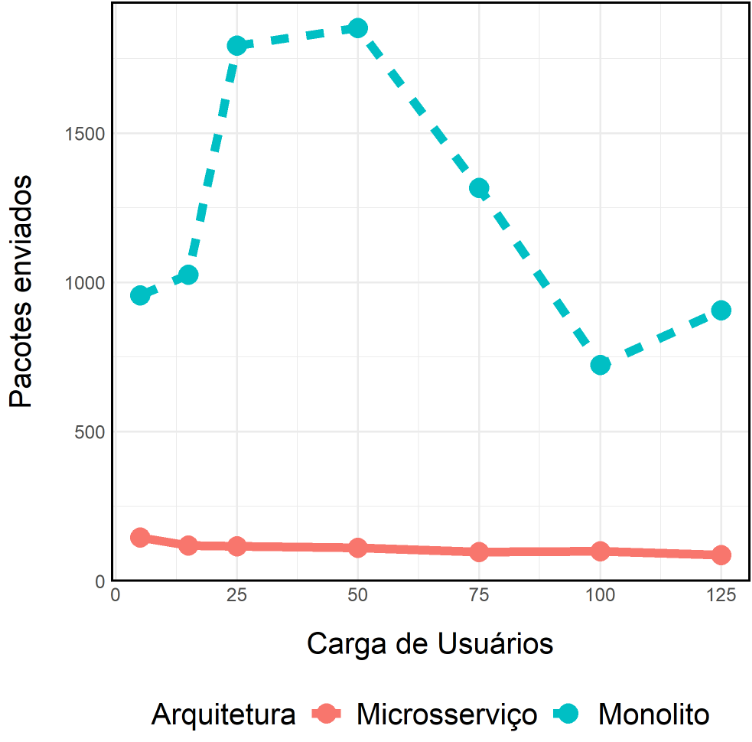 Pacotes enviados
1500
1000
500
0
0 25 50 75 100 125
Carga de Usuários
Arquitetura Microsserviço Monolito